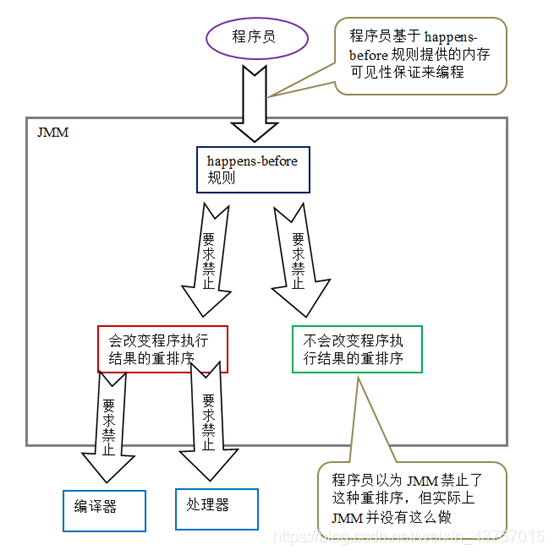 程序员
程序员基于 happens-
before 规则提供的内存
可见性保证来编程
JMM
happens-before
规则
要求禁止
要求禁止
会改变程序执行
结果的重排序
不会改变程序执
行结果的重排序
要求禁止
要求禁止
编译器
处理器
程序员以为 JMM 禁止了
这种重排序，但实际上
JMM 并没有这么做
https://blog.csdn.net/weixin_43767015